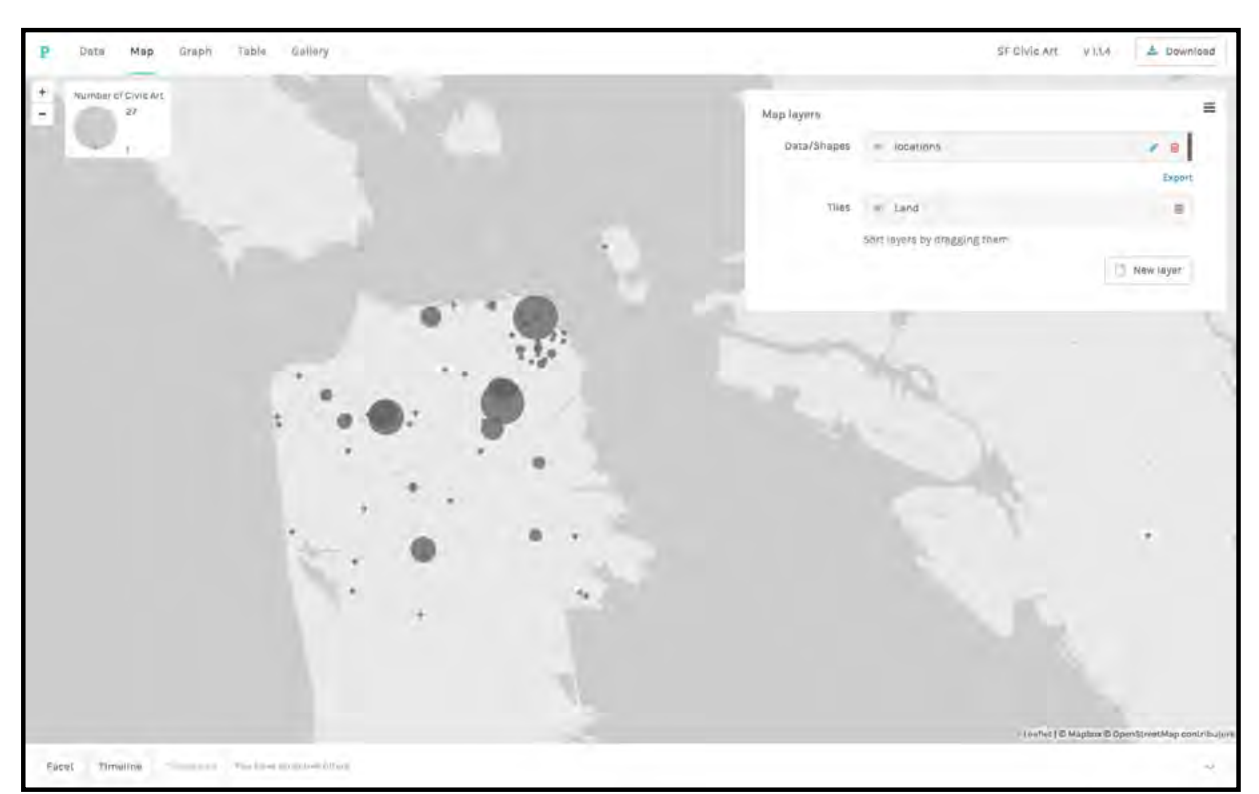 P Data Map Graph Table Gallery SF Civic Art v 1.1.4 Download
+
-
Number of Civic Art
27
1
Map layers
Data/Shapes locations
Export
Tiles Land
Sort layers by dragging them
New layer
Leaflet | © Mapbox © OpenStreetMap contributors
Facet Timeline